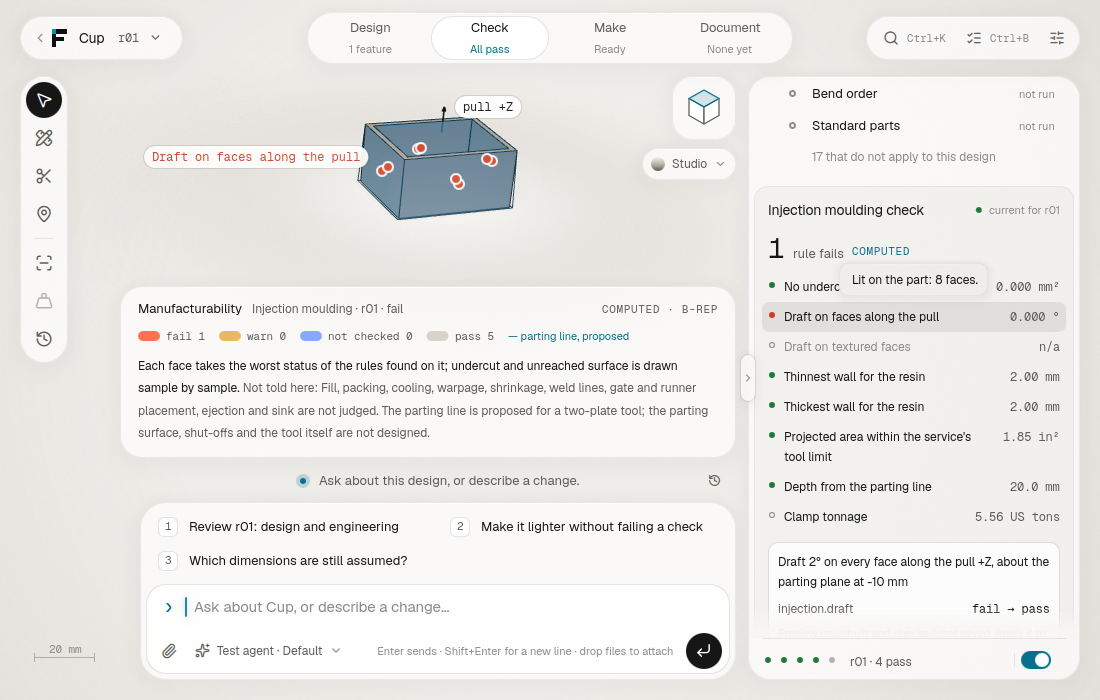 Cup r01
Design
1 feature
Check
All pass
Make
Ready
Document
None yet
Ctrl+K Ctrl+B
pull +Z
Draft on faces along the pull
Studio
Bend order not run
Standard parts not run
17 that do not apply to this design
Injection moulding check current for r01
1 rule fails COMPUTED
Lit on the part: 8 faces.
No underc 0.000 mm²
Draft on faces along the pull 0.000 °
Draft on textured faces n/a
Thinnest wall for the resin 2.00 mm
Thickest wall for the resin 2.00 mm
Projected area within the service's 1.85 in²
tool limit
Depth from the parting line 20.0 mm
Clamp tonnage 5.56 US tons
Draft 2° on every face along the pull +Z, about the
parting plane at -10 mm
injection.draft fail → pass
r01 · 4 pass
Manufacturability Injection moulding · r01 · fail COMPUTED · B-REP
fail 1 warn 0 not checked 0 pass 5 — parting line, proposed
Each face takes the worst status of the rules found on it; undercut and unreached surface is drawn
sample by sample. Not told here: Fill, packing, cooling, warpage, shrinkage, weld lines, gate and runner
placement, ejection and sink are not judged. The parting line is proposed for a two-plate tool; the parting
surface, shut-offs and the tool itself are not designed.
Ask about this design, or describe a change.
1 Review r01: design and engineering
2 Make it lighter without failing a check
3 Which dimensions are still assumed?
Ask about Cup, or describe a change…
Test agent · Default
Enter sends · Shift+Enter for a new line · drop files to attach
20 mm